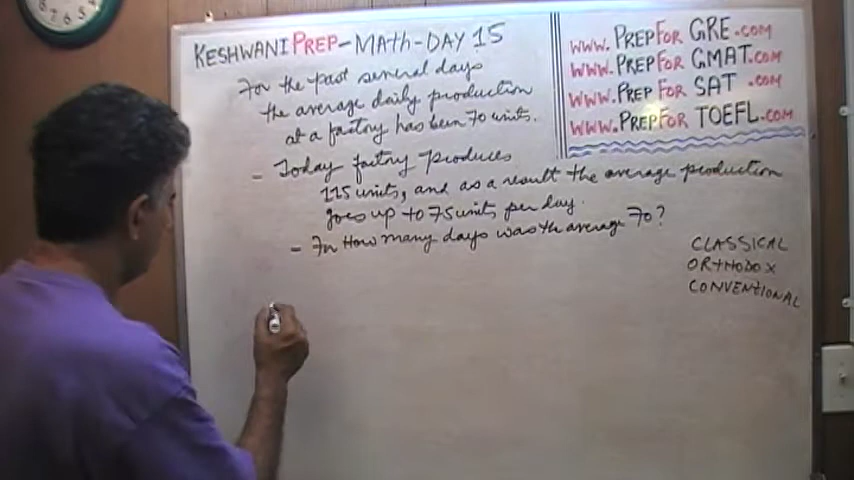 KESHWANIPREP-MATH-DAY 15
For the past several days
the average daily production
at a factory has been 70 units.
- Today factory produces
115 units, and as a result the average production
goes up to 75 units per day.
- For How many days was the average 70?
www.PREPFOR GRE.com
www.PREPFOR GMAT.com
www.PREP FOR SAT.com
www.PREPFOR TOEFL.com
CLASSICAL
ORTHODOX
CONVENTIONAL